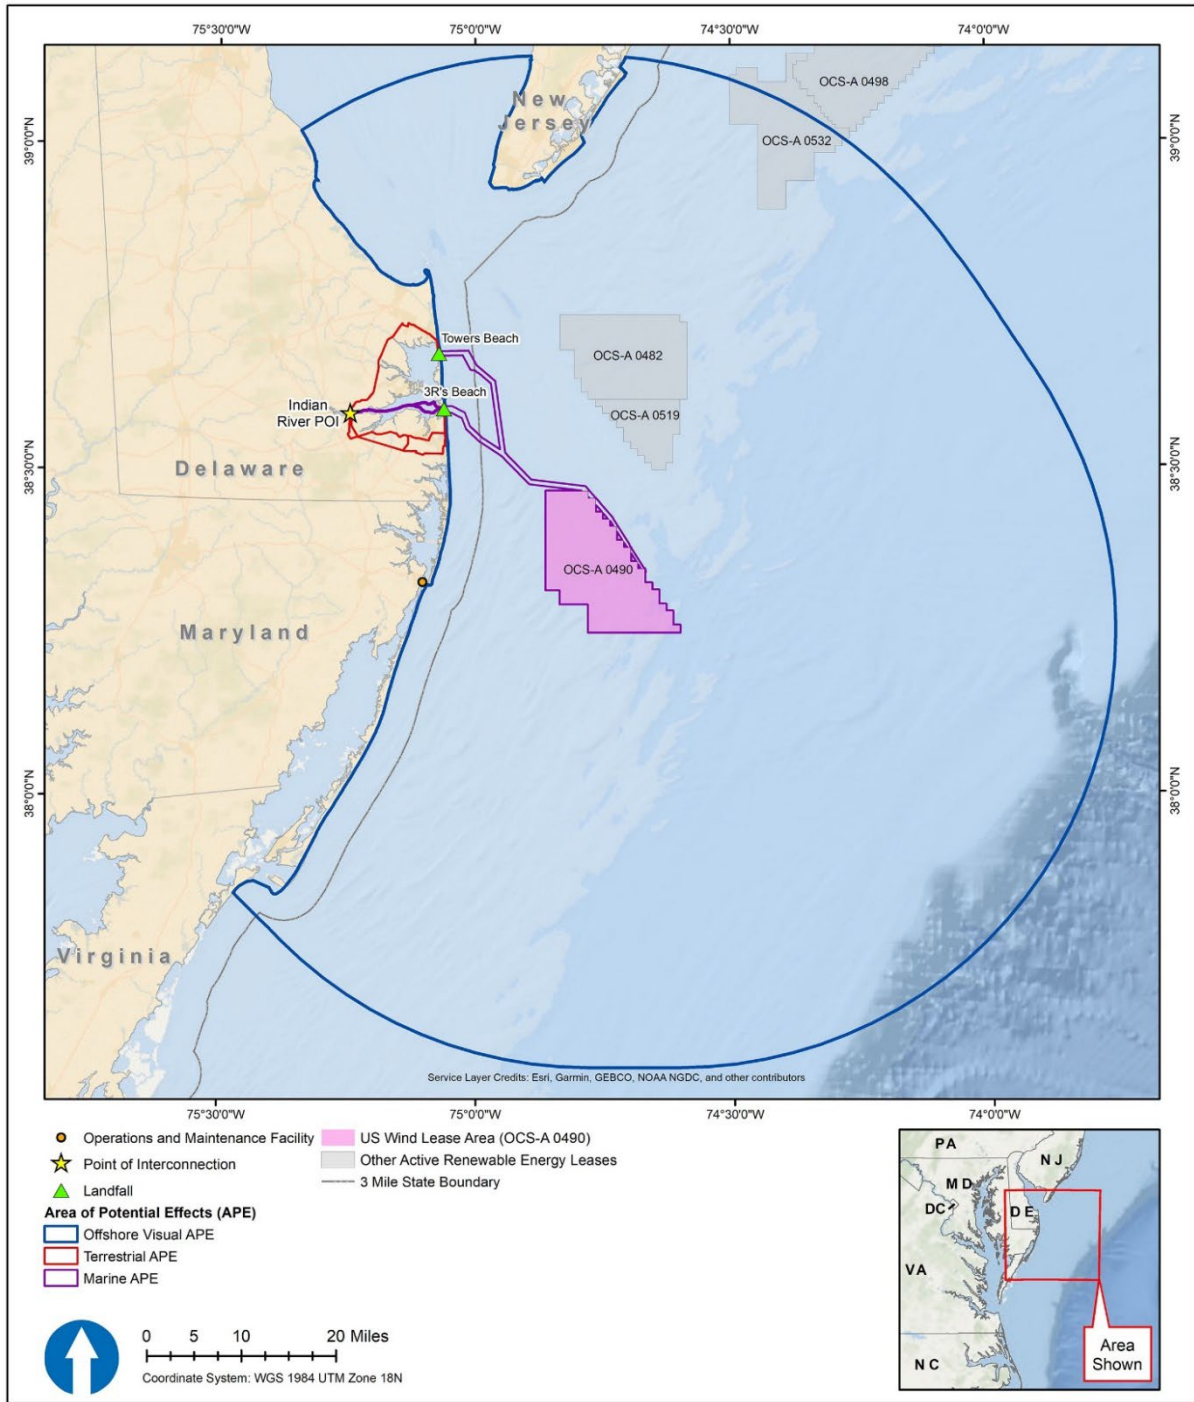 75°30'0"W
75°0'0"W
74°30'0"W
74°0'0"W
39°0'0"N
38°30'0"N
38°0'0"N
39°0'0"N
38°30'0"N
38°0'0"N
New
Jersey
OCS-A 0498
OCS-A 0532
Towers Beach
OCS-A 0482
3R's Beach
Indian
River POI
OCS-A 0519
Delaware
OCS-A 0490
Maryland
Virginia
Service Layer Credits: Esri, Garmin, GEBCO, NOAA NGDC, and other contributors
75°30'0"W
75°0'0"W
74°30'0"W
74°0'0"W
Operations and Maintenance Facility
Point of Interconnection
Landfall
Area of Potential Effects (APE)
Offshore Visual APE
Terrestrial APE
Marine APE
US Wind Lease Area (OCS-A 0490)
Other Active Renewable Energy Leases
3 Mile State Boundary
0 5 10 20 Miles
Coordinate System: WGS 1984 UTM Zone 18N
PA
NJ
MD
DC
DE
VA
NC
Area
Shown